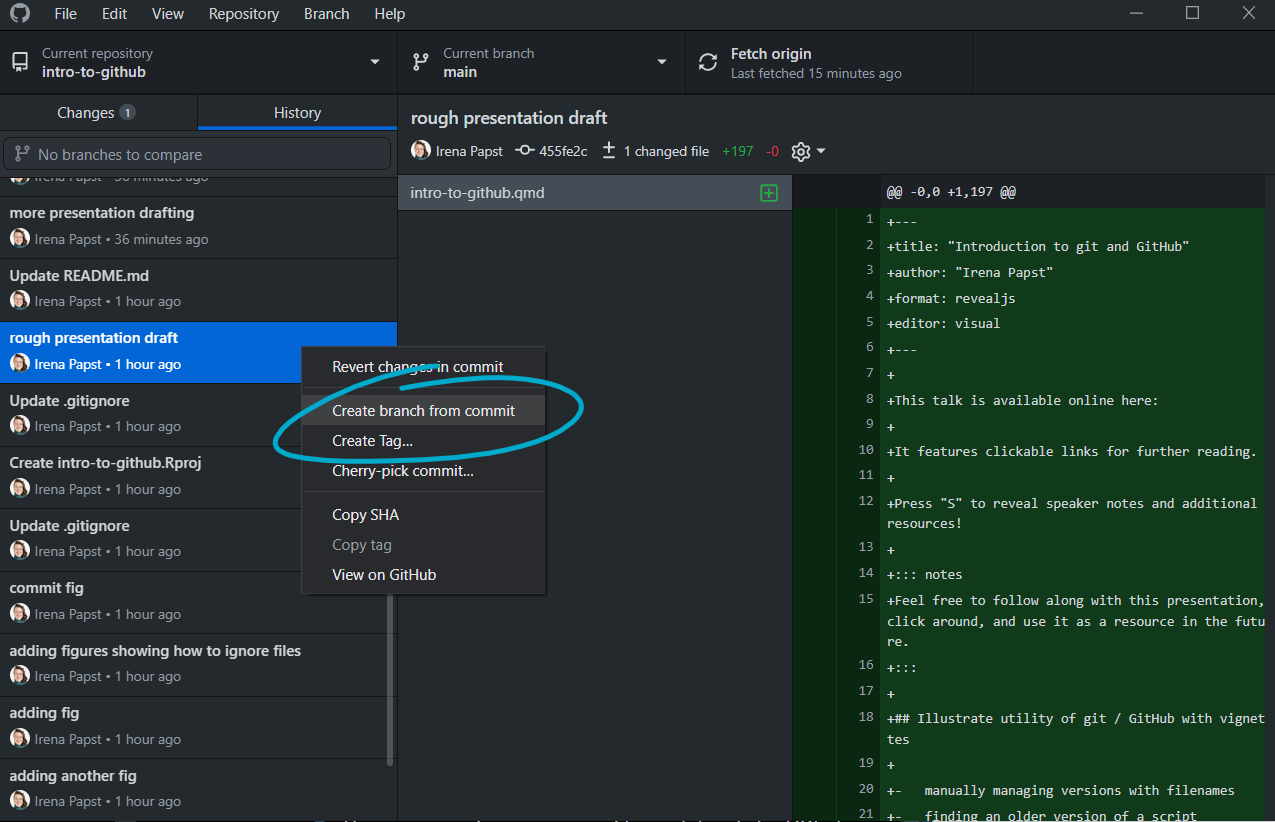 File Edit View Repository Branch Help
Current repository
intro-to-github
Current branch
main
Fetch origin
Last fetched 15 minutes ago
Changes 1 History
No branches to compare
Irena Papst • 36 minutes ago
more presentation drafting
Irena Papst • 36 minutes ago
Update README.md
Irena Papst • 1 hour ago
rough presentation draft
Irena Papst • 1 hour ago
Update .gitignore
Irena Papst • 1 hour ago
Create intro-to-github.Rproj
Irena Papst • 1 hour ago
Update .gitignore
Irena Papst • 1 hour ago
commit fig
Irena Papst • 1 hour ago
adding figures showing how to ignore files
Irena Papst • 1 hour ago
adding fig
Irena Papst • 1 hour ago
adding another fig
Irena Papst • 1 hour ago
Revert changes in commit
Create branch from commit
Create Tag...
Cherry-pick commit...
Copy SHA
Copy tag
View on GitHub
rough presentation draft
Irena Papst 455fe2c 1 changed file +197 -0
intro-to-github.qmd
@@ -0,0 +1,197 @@
1 +---
2 +title: "Introduction to git and GitHub"
3 +author: "Irena Papst"
4 +format: revealjs
5 +editor: visual
6 +---
7 +
8 +This talk is available online here:
9 +
10 +It features clickable links for further reading.
11 +
12 +Press "S" to reveal speaker notes and additional
resources!
13 +
14 +::: notes
15 +Feel free to follow along with this presentation,
click around, and use it as a resource in the futu
re.
16 +:::
17 +
18 +## Illustrate utility of git / GitHub with vignet
tes
19 +
20 +- manually managing versions with filenames
21 +- finding an older version of a script